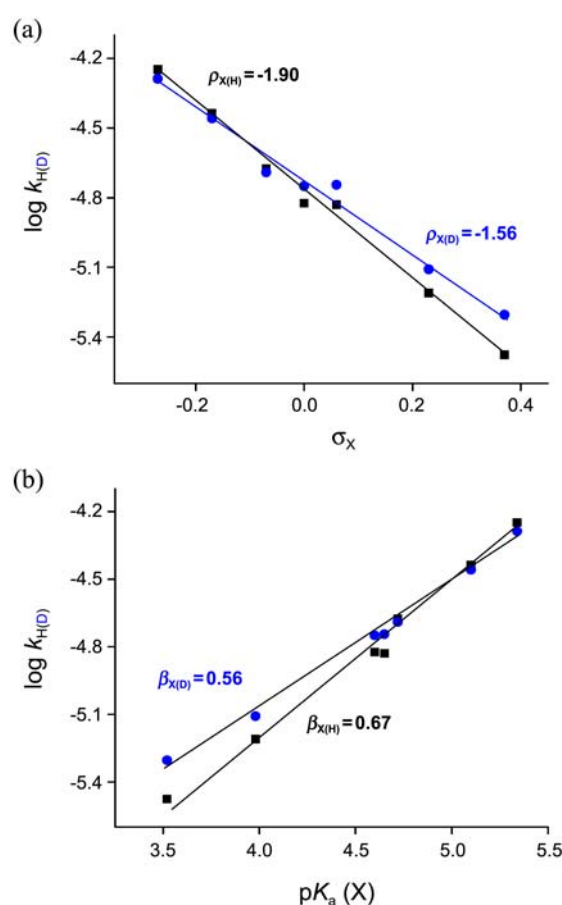 (a)
-4.2
-4.5
-4.8
-5.1
-5.4
log kH(D)
ρX(H) = -1.90
ρX(D) = -1.56
-0.2
0.0
0.2
0.4
σX
(b)
-4.2
-4.5
-4.8
-5.1
-5.4
log kH(D)
βX(D) = 0.56
βX(H) = 0.67
3.5
4.0
4.5
5.0
5.5
pKa (X)